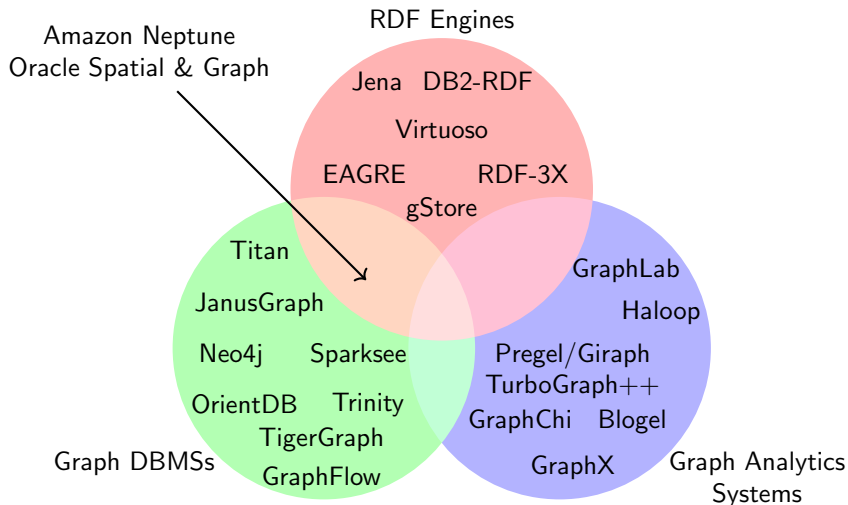 RDF Engines
Amazon Neptune
Oracle Spatial & Graph
Jena DB2-RDF
Virtuoso
EAGRE RDF-3X
gStore
Titan
JanusGraph
Neo4j Sparksee
OrientDB Trinity
TigerGraph
GraphFlow
Graph DBMSs
GraphLab
Haloop
Pregel/Giraph
TurboGraph++
GraphChi Blogel
GraphX
Graph Analytics
Systems